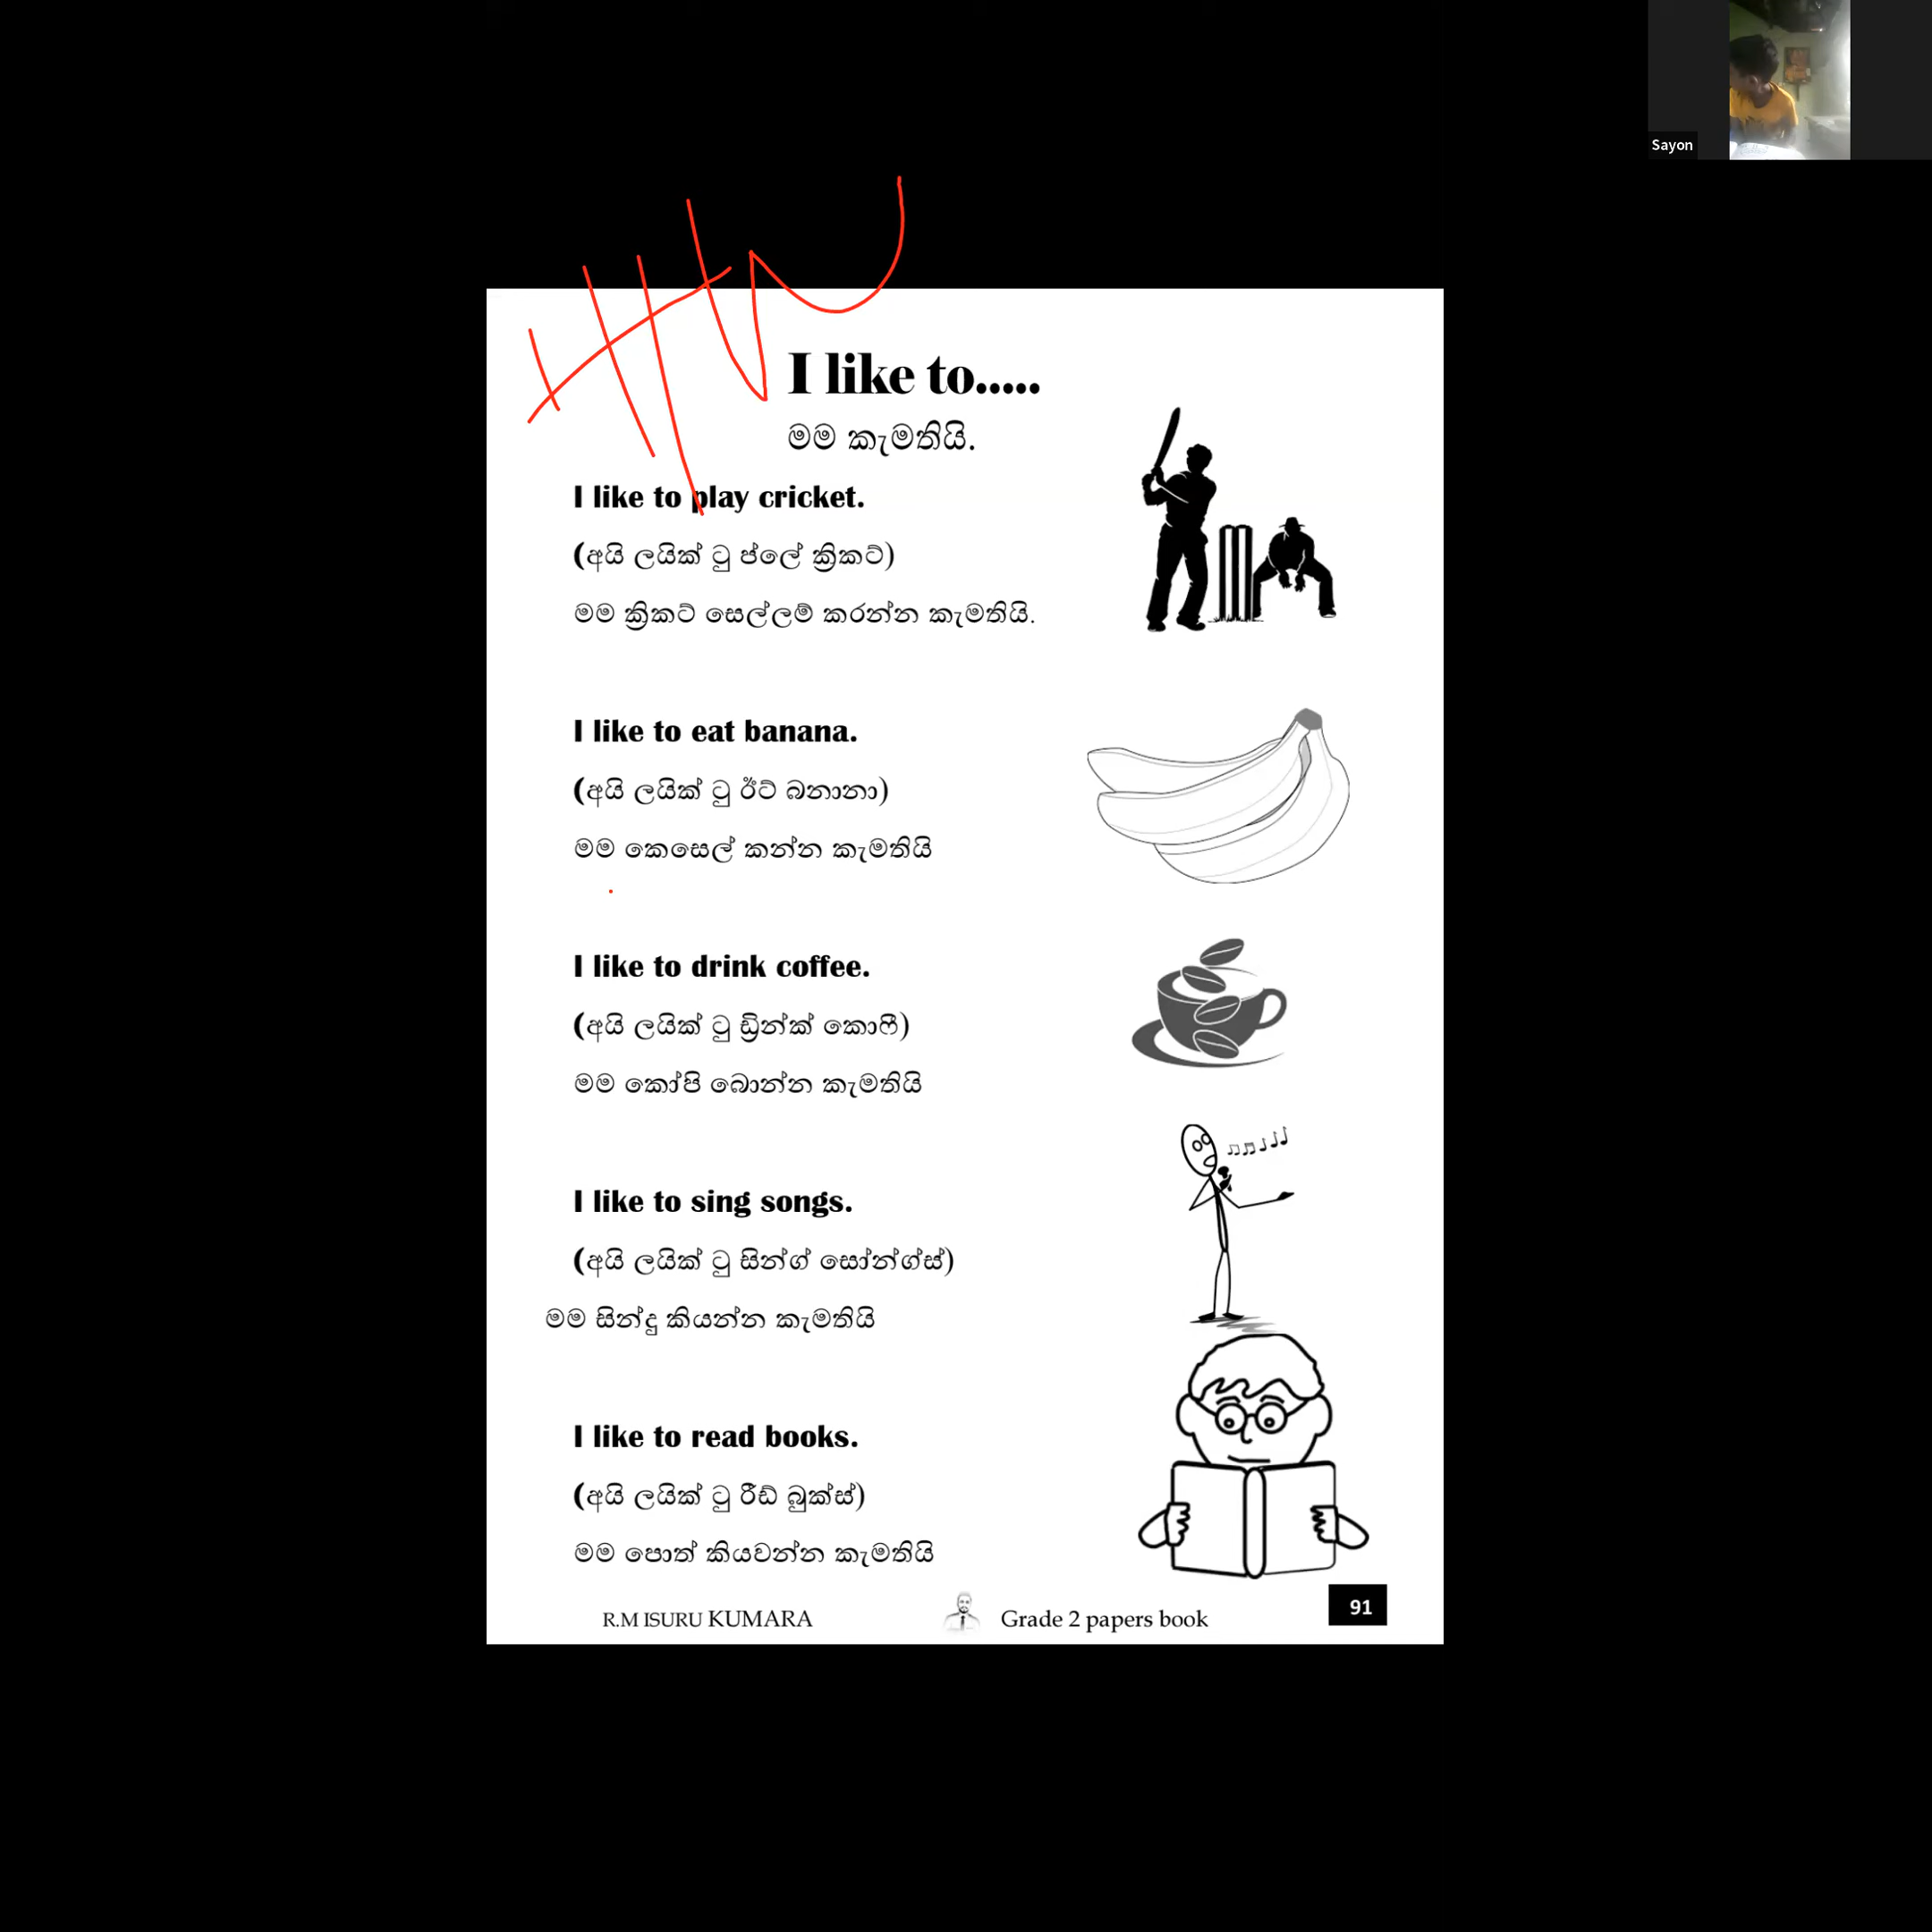 Sayon
I like to.....
මම කැමතියි.
I like to play cricket.
(අයි ලයික් ටු ප්ලේ ක්‍රිකට්)
මම ක්‍රිකට් සෙල්ලම් කරන්න කැමතියි.
I like to eat banana.
(අයි ලයික් ටු ඊට් බනානා)
මම කෙසෙල් කන්න කැමතියි
I like to drink coffee.
(අයි ලයික් ටු ඩ්‍රින්ක් කොෆී)
මම කෝපි බොන්න කැමතියි
I like to sing songs.
(අයි ලයික් ටු සින්ග් සෝන්ග්ස්)
මම සින්දු කියන්න කැමතියි
I like to read books.
(අයි ලයික් ටු රීඩ් බුක්ස්)
මම පොත් කියවන්න කැමතියි
R.M ISURU KUMARA Grade 2 papers book 91